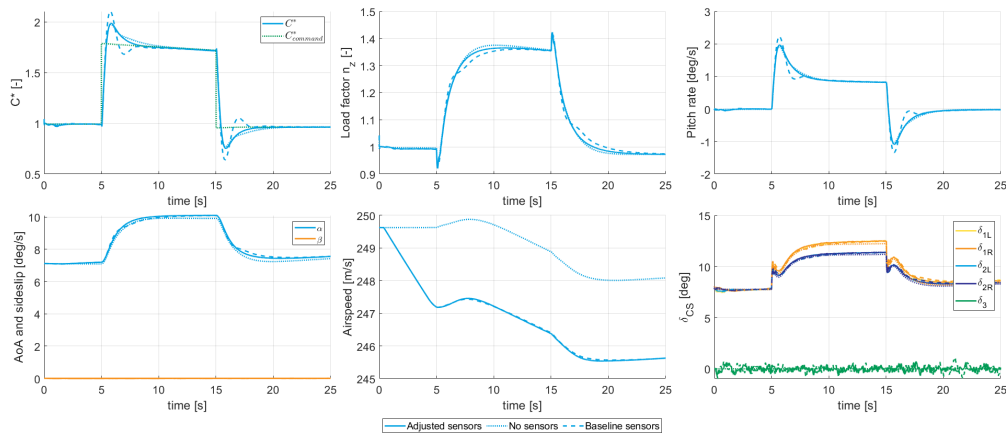 C* [-]
2
1.5
1
0.5
C*
C*command
0 5 10 15 20 25
time [s]
Load factor nz [-]
1.4
1.3
1.2
1.1
1
0.9
0 5 10 15 20 25
time [s]
Pitch rate [deg/s]
3
2
1
0
-1
-2
0 5 10 15 20 25
time [s]
AoA and sideslip [deg/s]
10
8
6
4
2
0
α
β
0 5 10 15 20 25
time [s]
Airspeed [m/s]
250
249
248
247
246
245
0 5 10 15 20 25
time [s]
δCS [deg]
15
10
5
0
δ1L
δ1R
δ2L
δ2R
δ3
0 5 10 15 20 25
time [s]
Adjusted sensors No sensors Baseline sensors